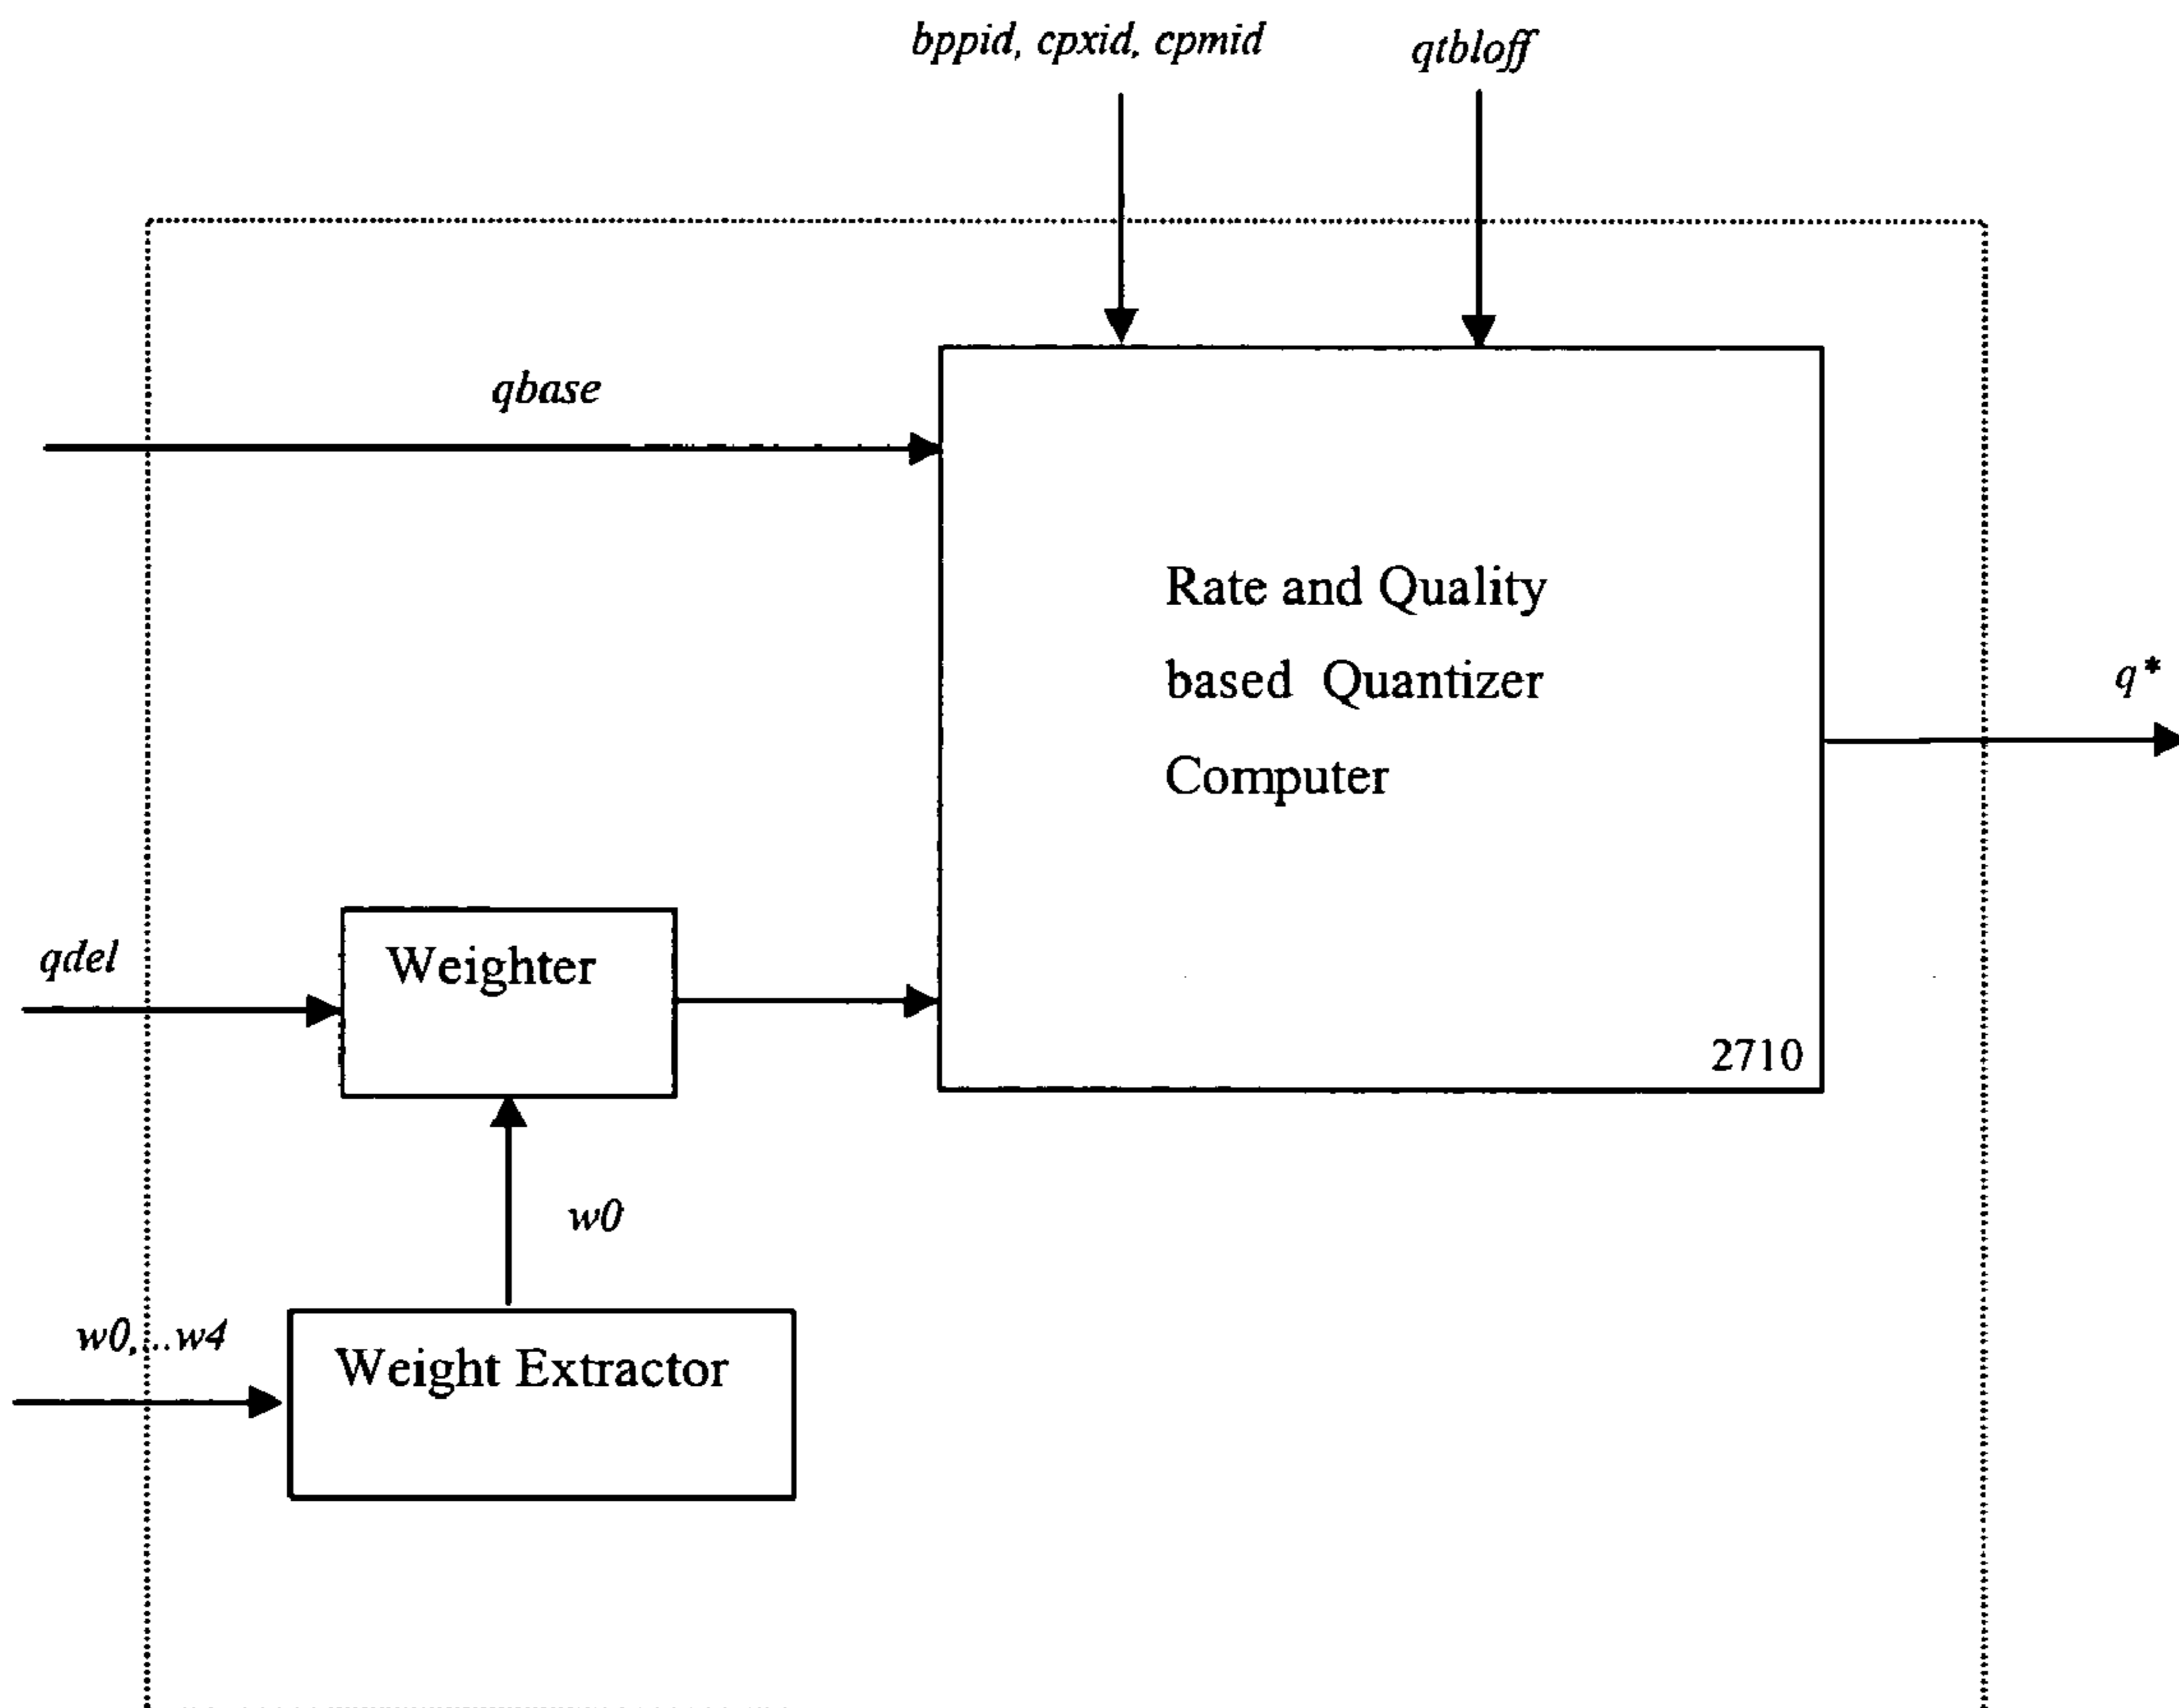 bppid, cpxid, cpmid
qtbloff
qbase
Rate and Quality
based Quantizer
Computer
q*
qdel
Weighter
2710
w0
w0,...w4
Weight Extractor